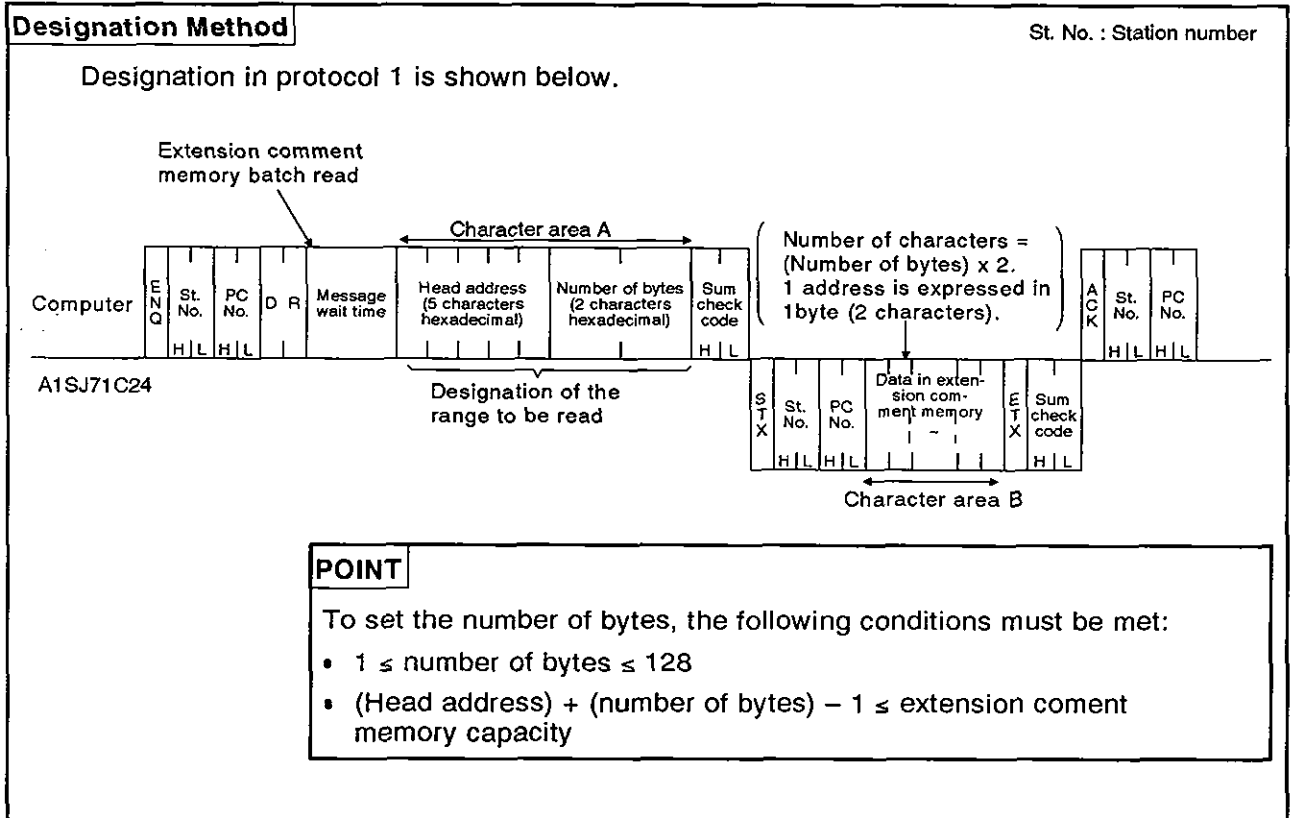 Designation Method
St. No. : Station number
Designation in protocol 1 is shown below.
Extension comment
memory batch read
Character area A
Computer
E N Q
St.
No.
H L
PC
No.
H L
D R
Message
wait time
Head address
(5 characters
hexadecimal)
Number of bytes
(2 characters
hexadecimal)
Sum
check
code
H L
Number of characters =
(Number of bytes) x 2.
1 address is expressed in
1byte (2 characters).
A C K
St.
No.
H L
PC
No.
H L
A1SJ71C24
Designation of the
range to be read
S T X
St.
No.
H L
PC
No.
H L
Data in exten-
sion com-
ment memory
~
E T X
Sum
check
code
H L
Character area B
POINT
To set the number of bytes, the following conditions must be met:
• 1 ≤ number of bytes ≤ 128
• (Head address) + (number of bytes) – 1 ≤ extension coment
memory capacity